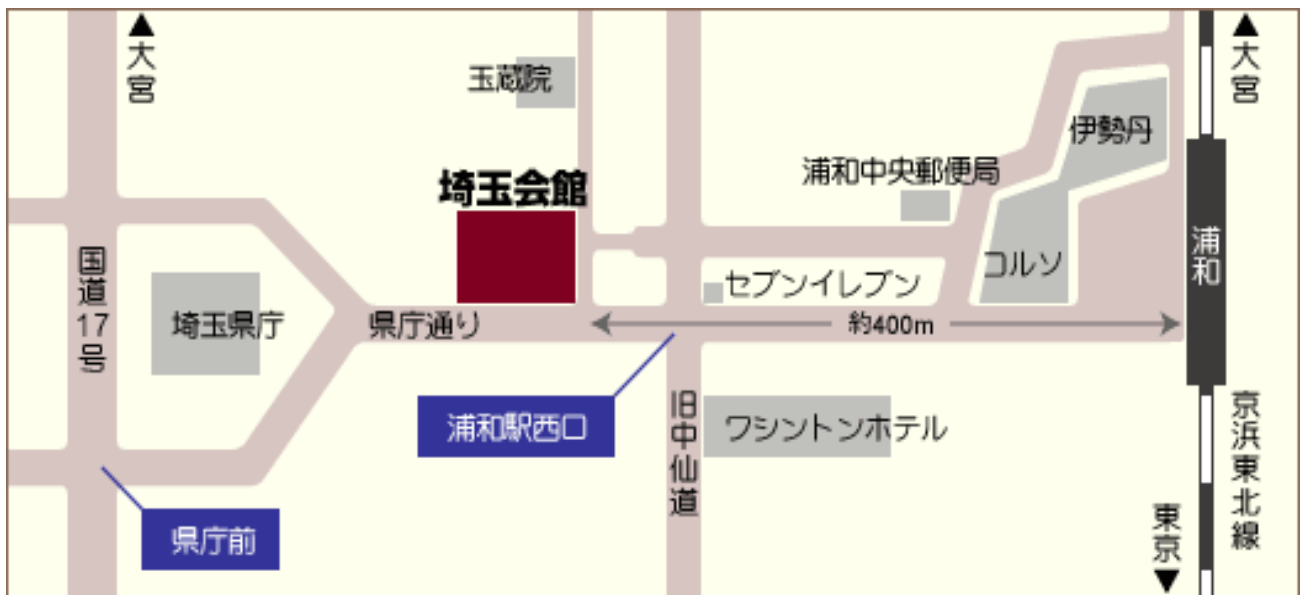 ▲大宮
▲大宮
玉蔵院
伊勢丹
浦和中央郵便局
埼玉会館
浦和
国道17号
コルソ
セブンイレブン
埼玉県庁
県庁通り
約400m
浦和駅西口
旧中仙道
ワシントンホテル
京浜東北線
県庁前
東京▼